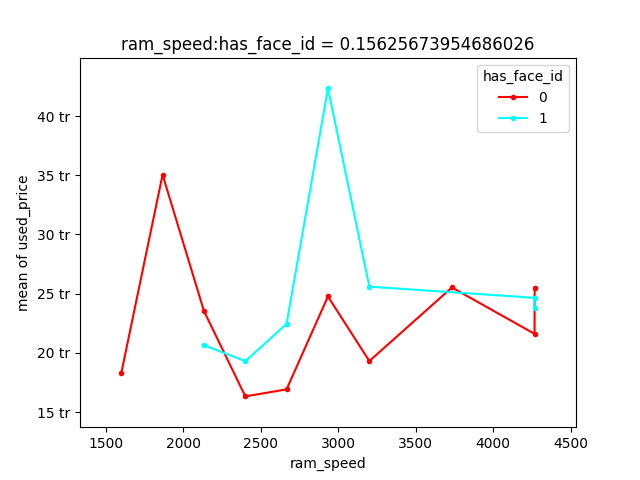 ram_speed:has_face_id = 0.15625673954686026
has_face_id
0
1
40 tr
35 tr
30 tr
25 tr
20 tr
15 tr
mean of used_price
1500 2000 2500 3000 3500 4000 4500
ram_speed